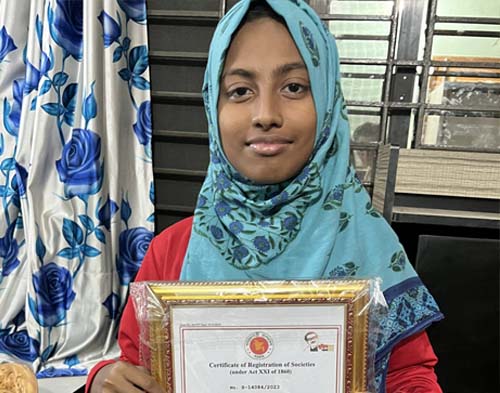 Certificate of Registration of Societies
(under Act XXI of 1860)
No. S-14084/2023